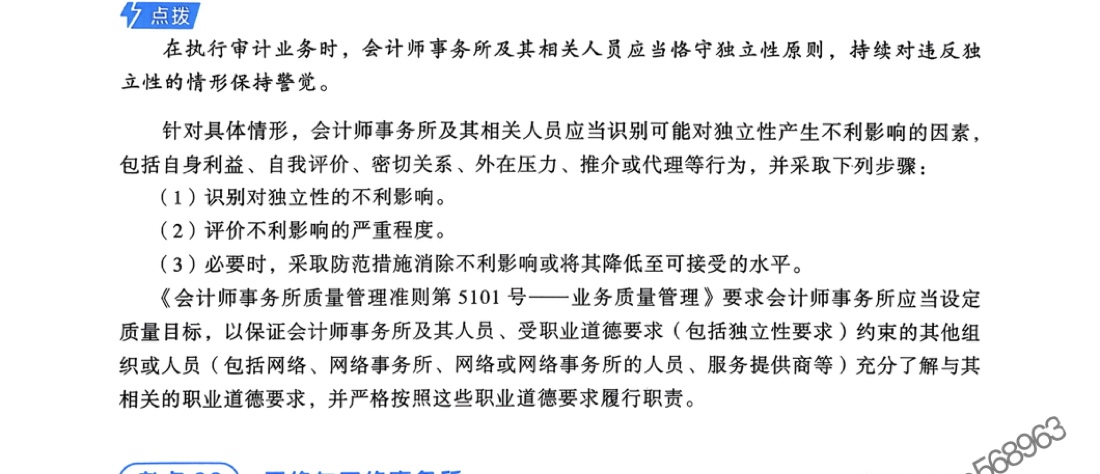 点拨
在执行审计业务时，会计师事务所及其相关人员应当恪守独立性原则，持续对违反独
立性的情形保持警觉。
针对具体情形，会计师事务所及其相关人员应当识别可能对独立性产生不利影响的因素，
包括自身利益、自我评价、密切关系、外在压力、推介或代理等行为，并采取下列步骤：
（1）识别对独立性的不利影响。
（2）评价不利影响的严重程度。
（3）必要时，采取防范措施消除不利影响或将其降低至可接受的水平。
《会计师事务所质量管理准则第 5101 号——业务质量管理》要求会计师事务所应当设定
质量目标，以保证会计师事务所及其人员、受职业道德要求（包括独立性要求）约束的其他组
织或人员（包括网络、网络事务所、网络或网络事务所的人员、服务提供商等）充分了解与其
相关的职业道德要求，并严格按照这些职业道德要求履行职责。
568963